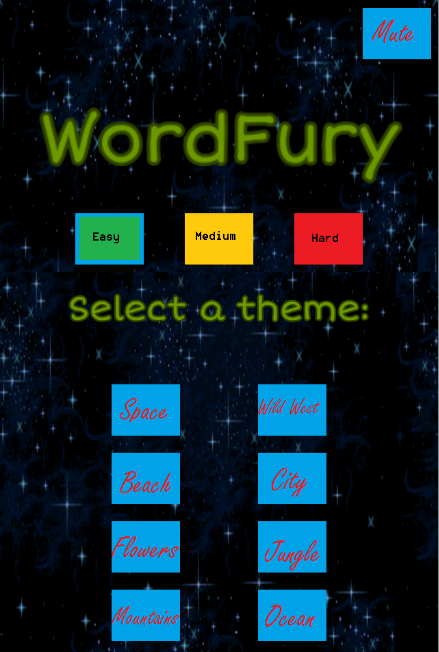 Mute
WordFury
Easy Medium Hard
Select a theme:
Space Wild West
Beach City
Flowers Jungle
Mountains Ocean